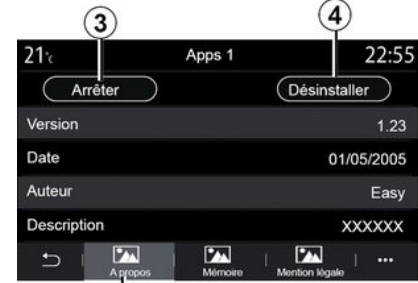 3 4
21°c Apps 1 22:55
Arrêter Désinstaller
Version 1.23
Date 01/05/2005
Auteur Easy
Description XXXXXX
A propos Mémoire Mention légale